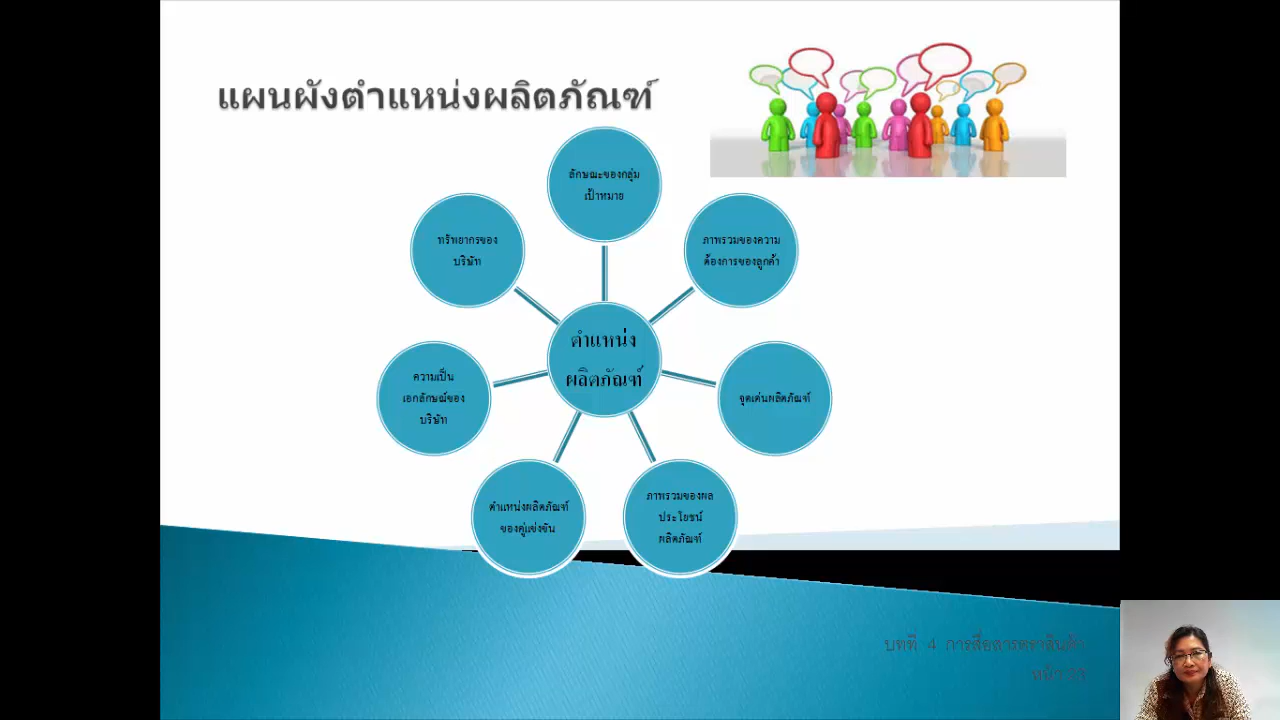 แผนผังตำแหน่งผลิตภัณฑ์
ลักษณะของกลุ่ม
เป้าหมาย
ทรัพยากรของ
บริษัท
ภาพรวมของความ
ต้องการของลูกค้า
ตำแหน่ง
ผลิตภัณฑ์
ความเป็น
เอกลักษณ์ของ
บริษัท
จุดเด่นผลิตภัณฑ์
ตำแหน่งผลิตภัณฑ์
ของคู่แข่งขัน
ภาพรวมของผล
ประโยชน์
ผลิตภัณฑ์
บทที่ 4 การสื่อสารตราสินค้า
หน้า